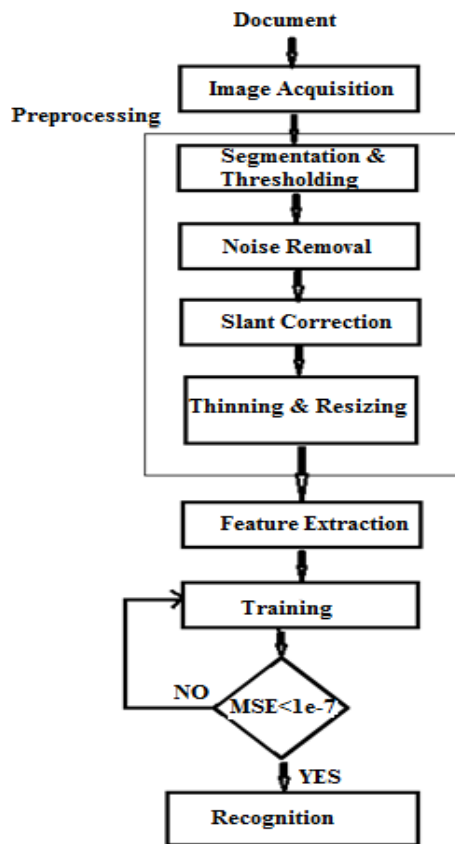 Document
Image Acquisition
Preprocessing
Segmentation &
Thresholding
Noise Removal
Slant Correction
Thinning & Resizing
Feature Extraction
Training
NO
MSE<1e-7
YES
Recognition